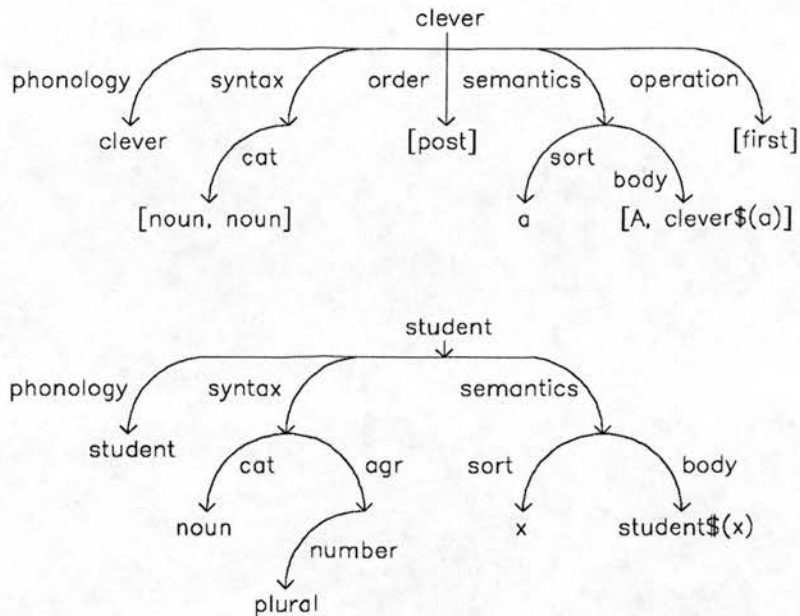 clever
phonology syntax order semantics operation
clever [post] [first]
cat sort body
[noun, noun] a [A, clever$(a)]
student
phonology syntax semantics
student
cat agr sort body
noun x student$(x)
number
plural